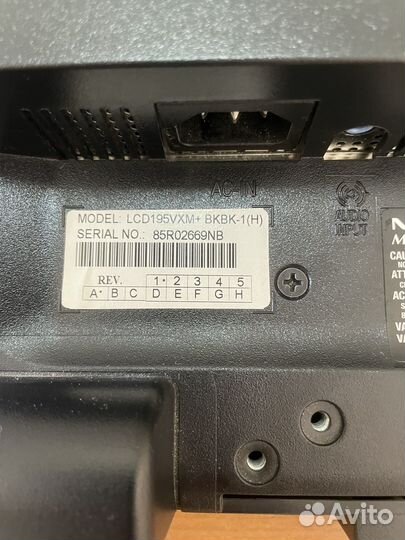 AC-IN
AUDIO
INPUT
MODEL: LCD195VXM+ BKBK-1(H)
SERIAL NO.: 85R02669NB
REV. 1• 2 3 4 5
A• B C D E F G H
Avito